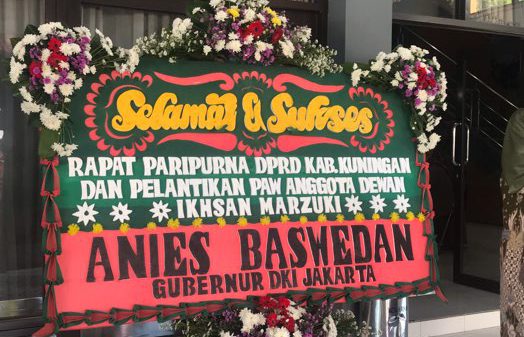 Selamat & Sukses
RAPAT PARIPURNA DPRD KAB.KUNINGAN
DAN PELANTIKAN PAW ANGGOTA DEWAN
IKHSAN MARZUKI
ANIES BASWEDAN
GUBERNUR DKI JAKARTA